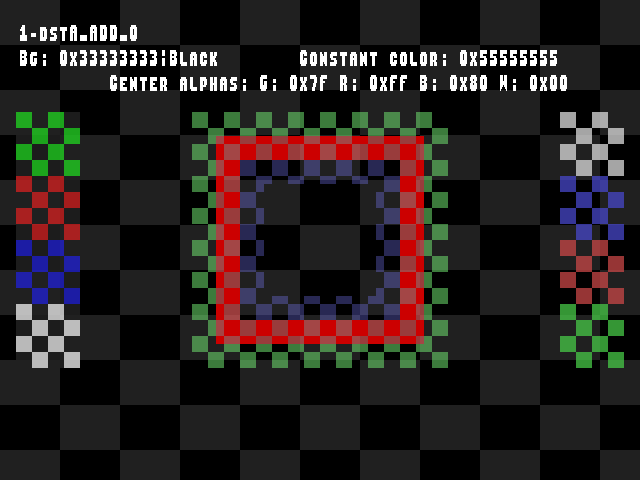 1-dstA_ADD_0
Bg: 0x33333333¦Black Constant color: 0x55555555
Center alphas: G: 0x7F R: 0xFF B: 0x80 W: 0x00